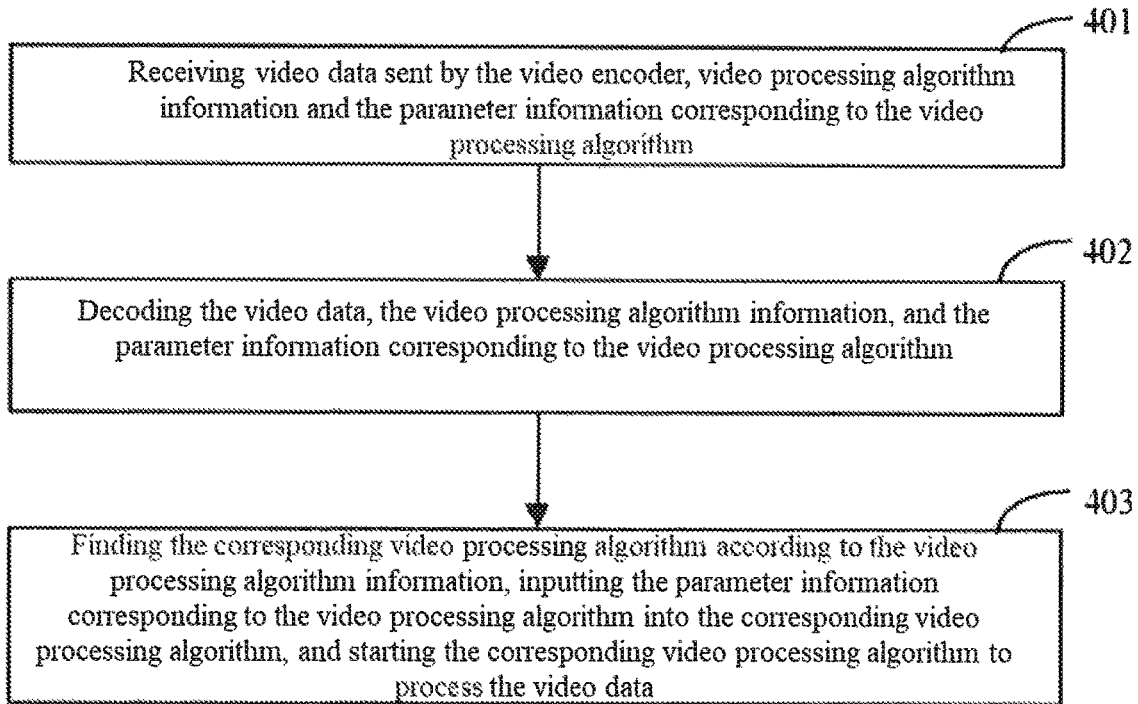 401
Receiving video data sent by the video encoder, video processing algorithm
information and the parameter information corresponding to the video
processing algorithm
402
Decoding the video data, the video processing algorithm information, and the
parameter information corresponding to the video processing algorithm
403
Finding the corresponding video processing algorithm according to the video
processing algorithm information, inputting the parameter information
corresponding to the video processing algorithm into the corresponding video
processing algorithm, and starting the corresponding video processing algorithm to
process the video data